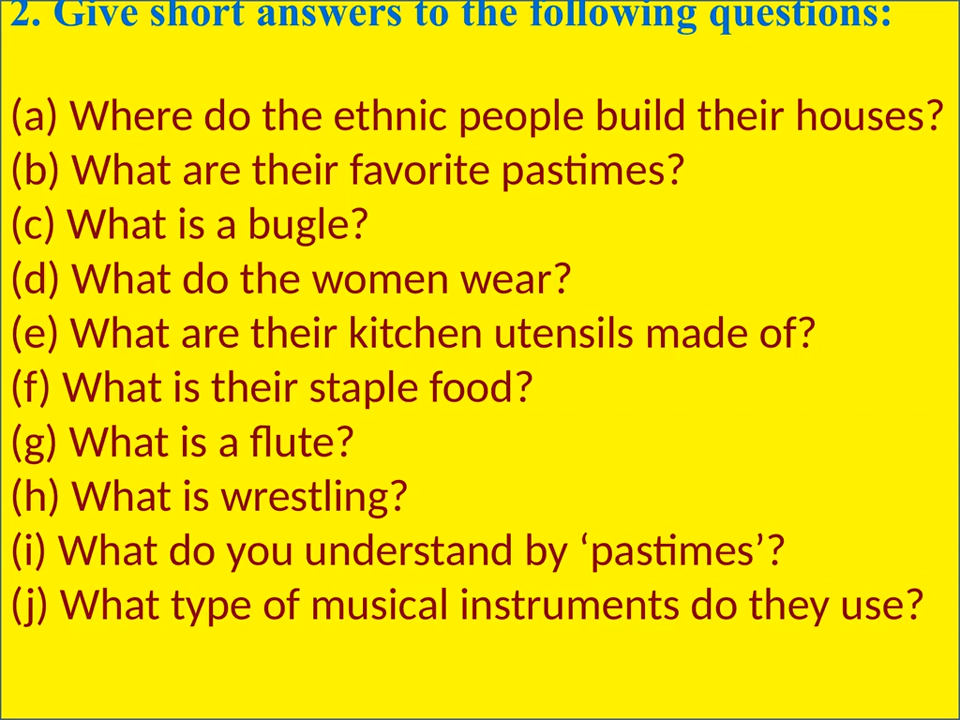 2. Give short answers to the following questions:
(a) Where do the ethnic people build their houses?
(b) What are their favorite pastimes?
(c) What is a bugle?
(d) What do the women wear?
(e) What are their kitchen utensils made of?
(f) What is their staple food?
(g) What is a flute?
(h) What is wrestling?
(i) What do you understand by ‘pastimes’?
(j) What type of musical instruments do they use?